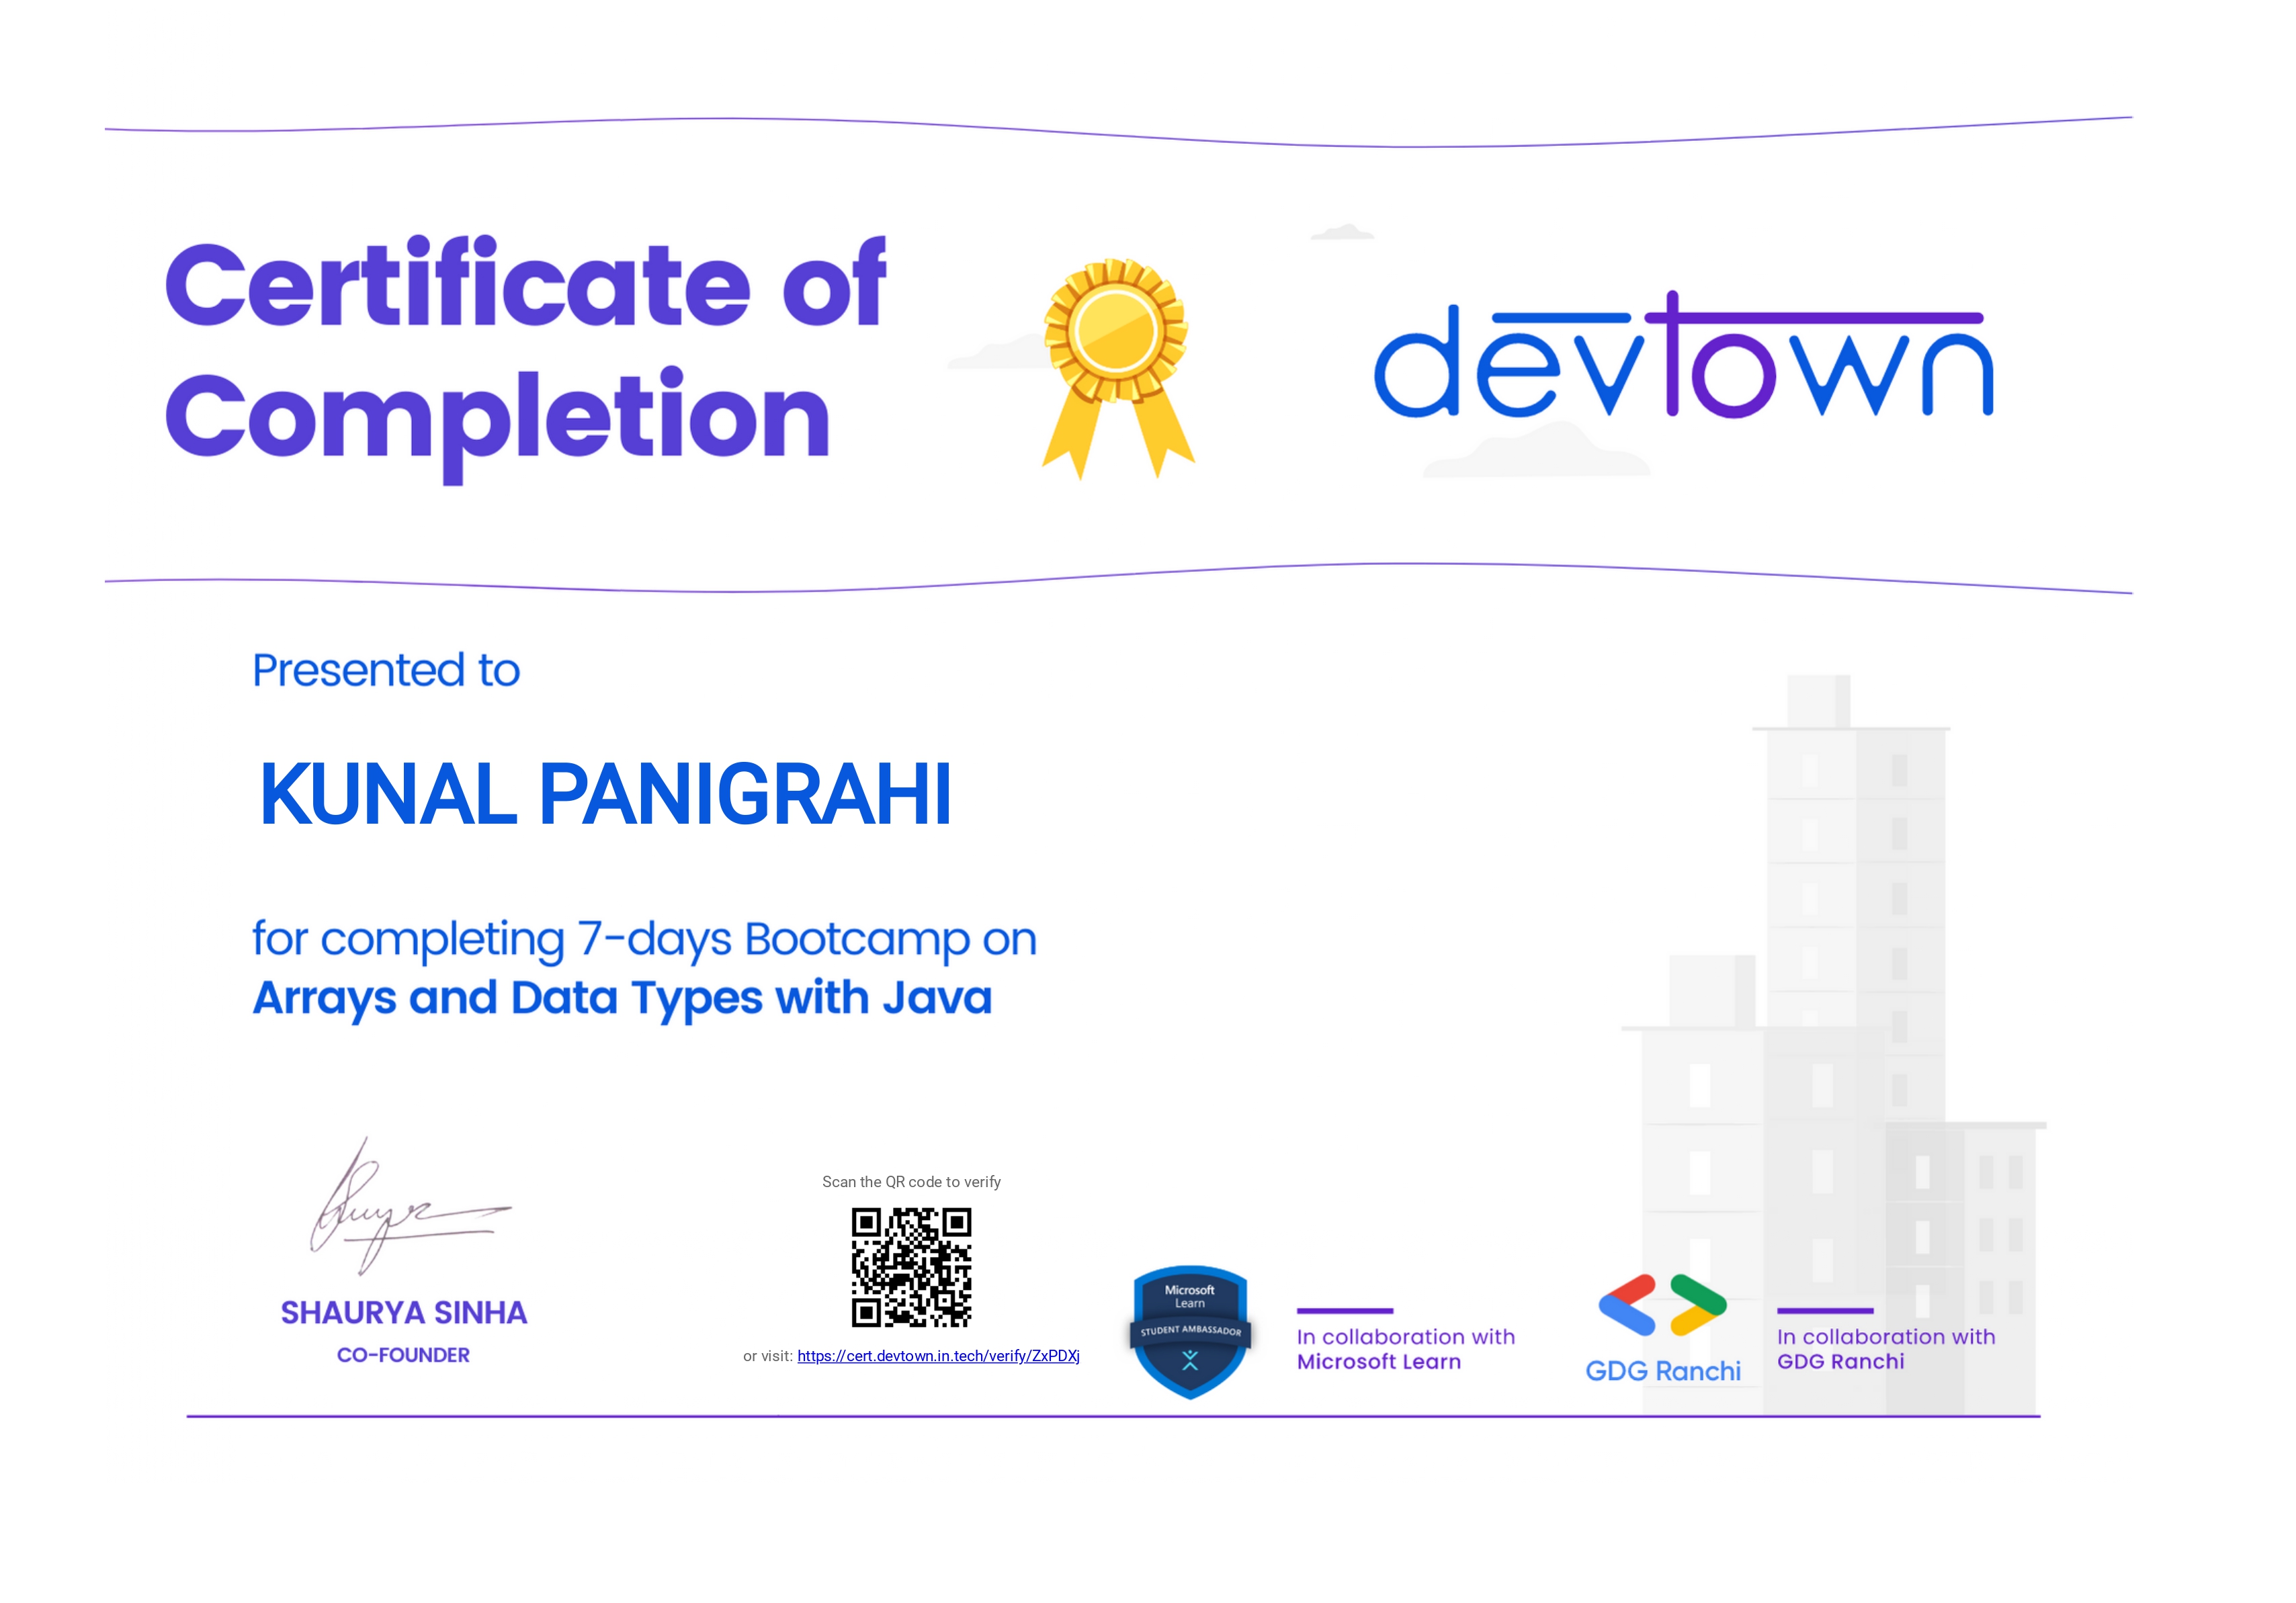 Certificate of
Completion
devtown
Presented to
KUNAL PANIGRAHI
for completing 7-days Bootcamp on
Arrays and Data Types with Java
SHAURYA SINHA
CO-FOUNDER
Scan the QR code to verify
or visit: https://cert.devtown.in.tech/verify/ZxPDXj
Microsoft
Learn
STUDENT AMBASSADOR
In collaboration with
Microsoft Learn
GDG Ranchi
In collaboration with
GDG Ranchi